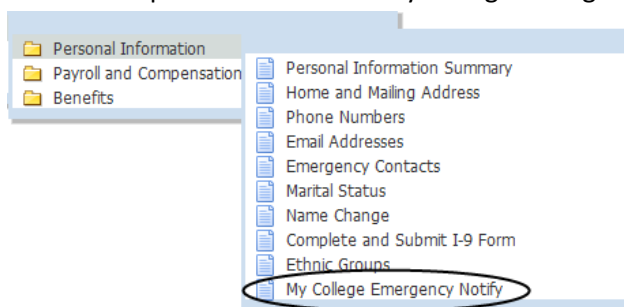 Personal Information
Payroll and Compensation
Benefits
Personal Information Summary
Home and Mailing Address
Phone Numbers
Email Addresses
Emergency Contacts
Marital Status
Name Change
Complete and Submit I-9 Form
Ethnic Groups
My College Emergency Notify